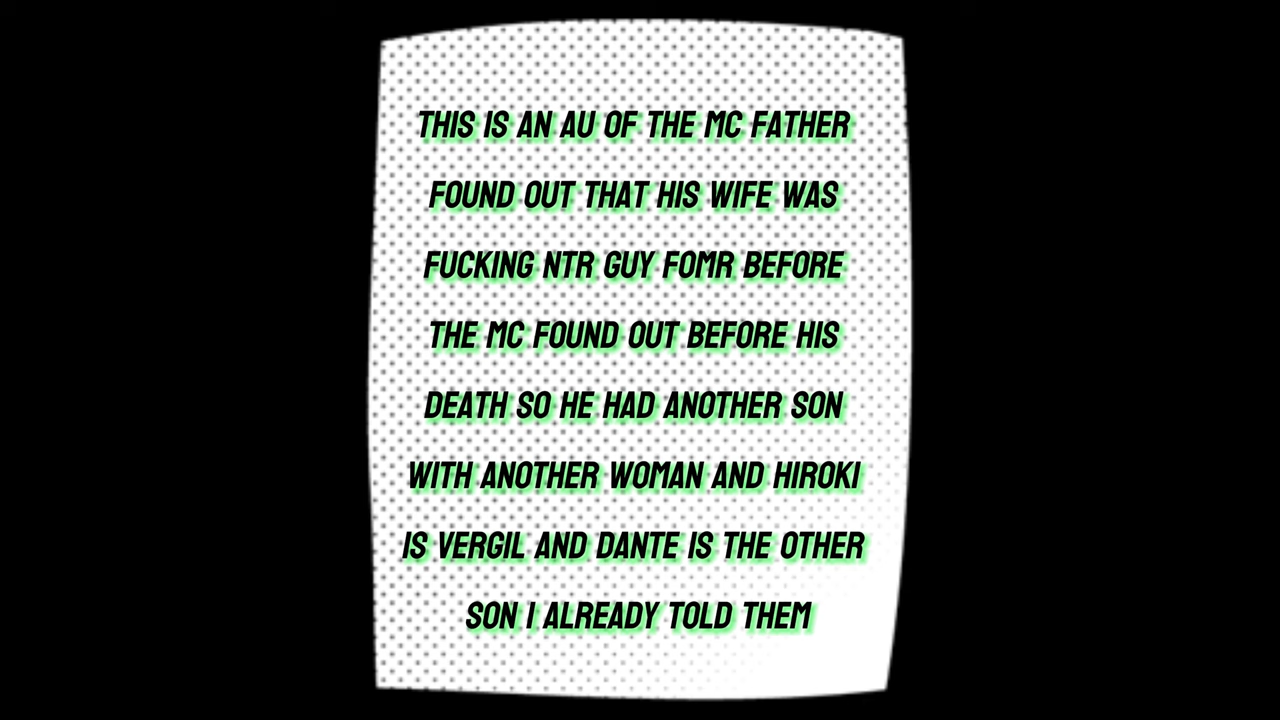 THIS IS AN AU OF THE MC FATHER
FOUND OUT THAT HIS WIFE WAS
FUCKING NTR GUY FOMR BEFORE
THE MC FOUND OUT BEFORE HIS
DEATH SO HE HAD ANOTHER SON
WITH ANOTHER WOMAN AND HIROKI
IS VERGIL AND DANTE IS THE OTHER
SON I ALREADY TOLD THEM